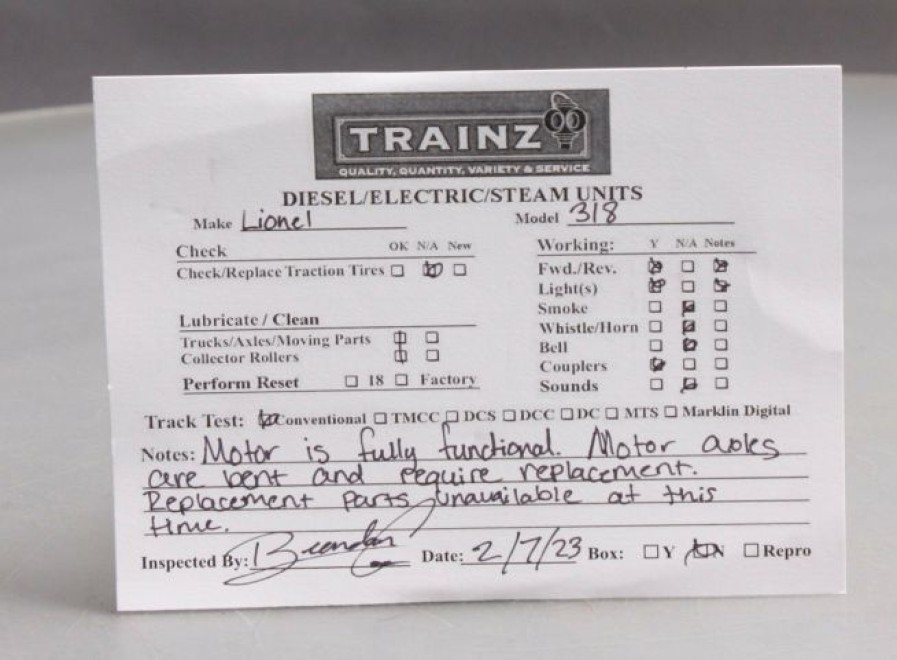 TRAINZ
QUALITY, QUANTITY, VARIETY & SERVICE
DIESEL/ELECTRIC/STEAM UNITS
Make Lionel Model 318
Check OK N/A New
Check/Replace Traction Tires
Lubricate / Clean
Trucks/Axles/Moving Parts
Collector Rollers
Perform Reset 18 Factory
Working: Y N/A Notes
Fwd./Rev.
Light(s)
Smoke
Whistle/Horn
Bell
Couplers
Sounds
Track Test: Conventional TMCC DCS DCC DC MTS Marklin Digital
Notes: Motor is fully functional. Motor axles
are bent and require replacement.
Replacement parts unavailable at this
time.
Inspected By: Brendan Date: 2/7/23 Box: Y N Repro